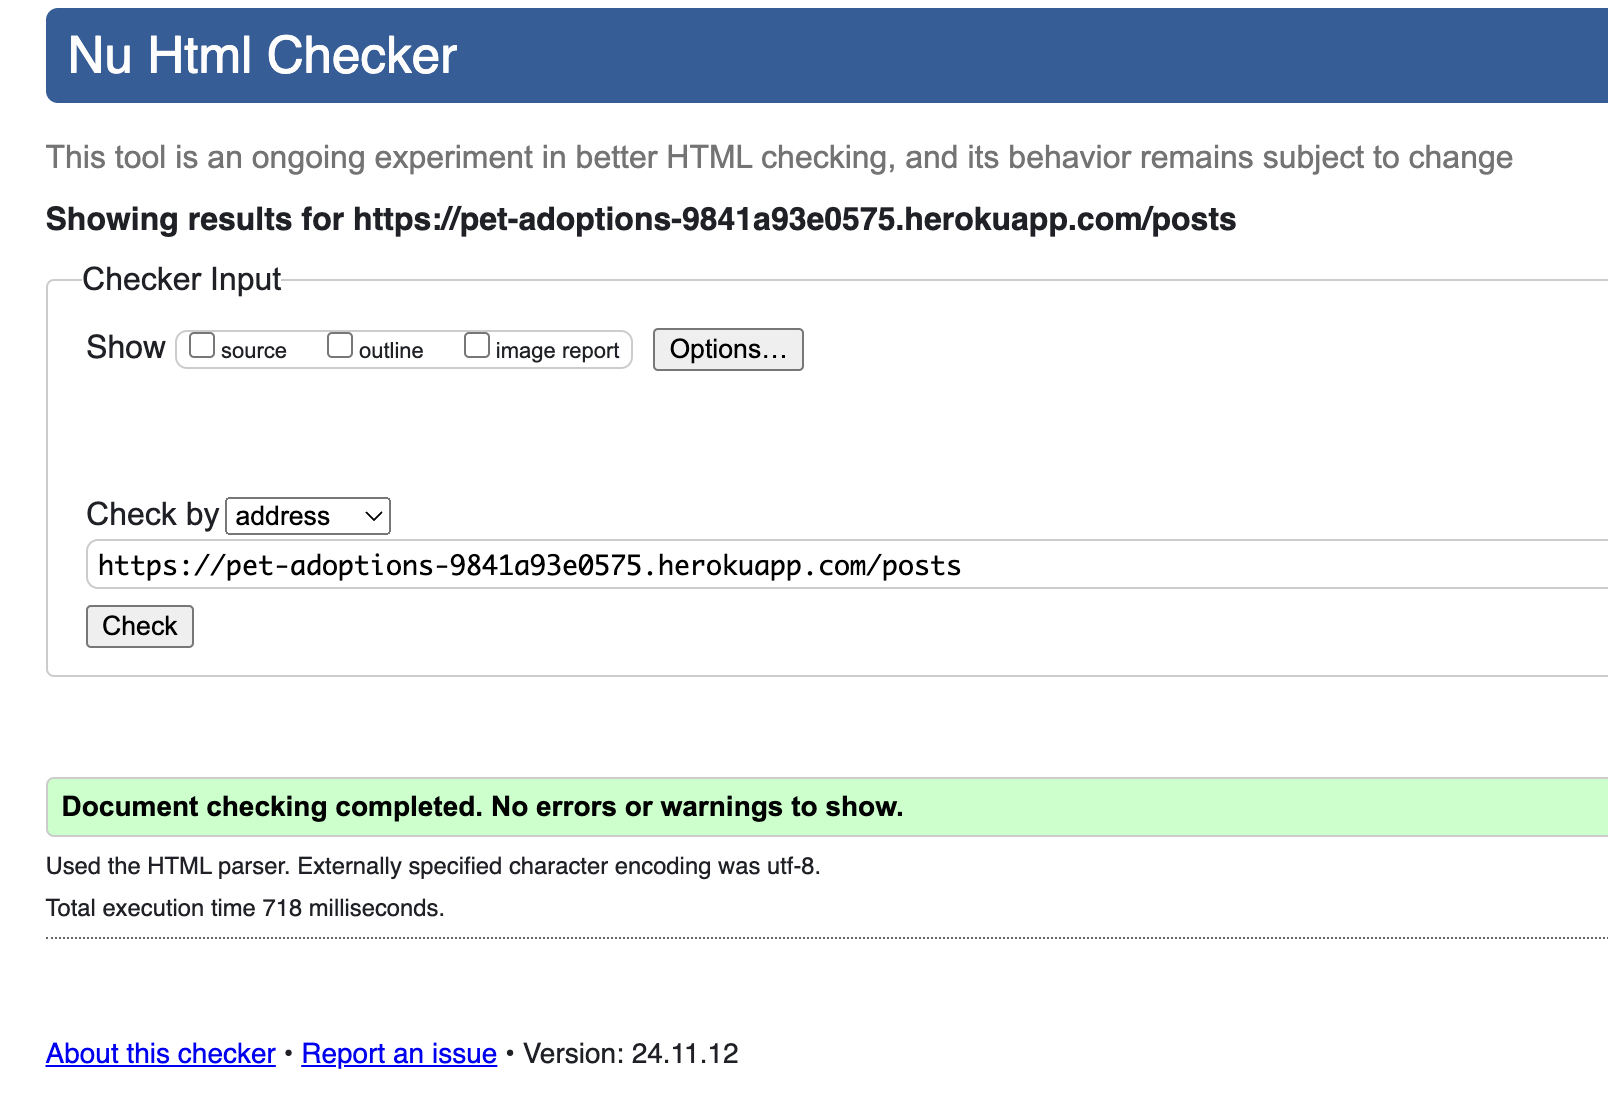 Nu Html Checker
This tool is an ongoing experiment in better HTML checking, and its behavior remains subject to change
Showing results for https://pet-adoptions-9841a93e0575.herokuapp.com/posts
Checker Input
Show source outline image report Options...
Check by address
https://pet-adoptions-9841a93e0575.herokuapp.com/posts
Check
Document checking completed. No errors or warnings to show.
Used the HTML parser. Externally specified character encoding was utf-8.
Total execution time 718 milliseconds.
About this checker • Report an issue • Version: 24.11.12